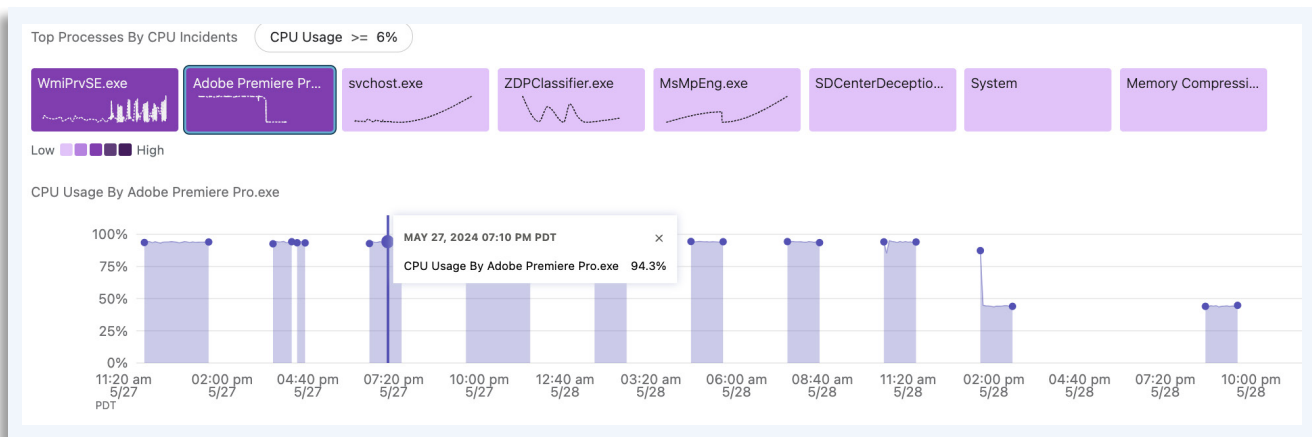 Top Processes By CPU Incidents CPU Usage >= 6%
WmiPrvSE.exe Adobe Premiere Pr... svchost.exe ZDPClassifier.exe MsMpEng.exe SDCenterDeceptio... System Memory Compressi...
Low High
CPU Usage By Adobe Premiere Pro.exe
MAY 27, 2024 07:10 PM PDT ×
CPU Usage By Adobe Premiere Pro.exe 94.3%
100%
75%
50%
25%
0%
11:20 am 02:00 pm 04:40 pm 07:20 pm 10:00 pm 12:40 am 03:20 am 06:00 am 08:40 am 11:20 am 02:00 pm 04:40 pm 07:20 pm 10:00 pm
5/27 5/27 5/27 5/27 5/27 5/28 5/28 5/28 5/28 5/28 5/28 5/28 5/28 5/28
PDT